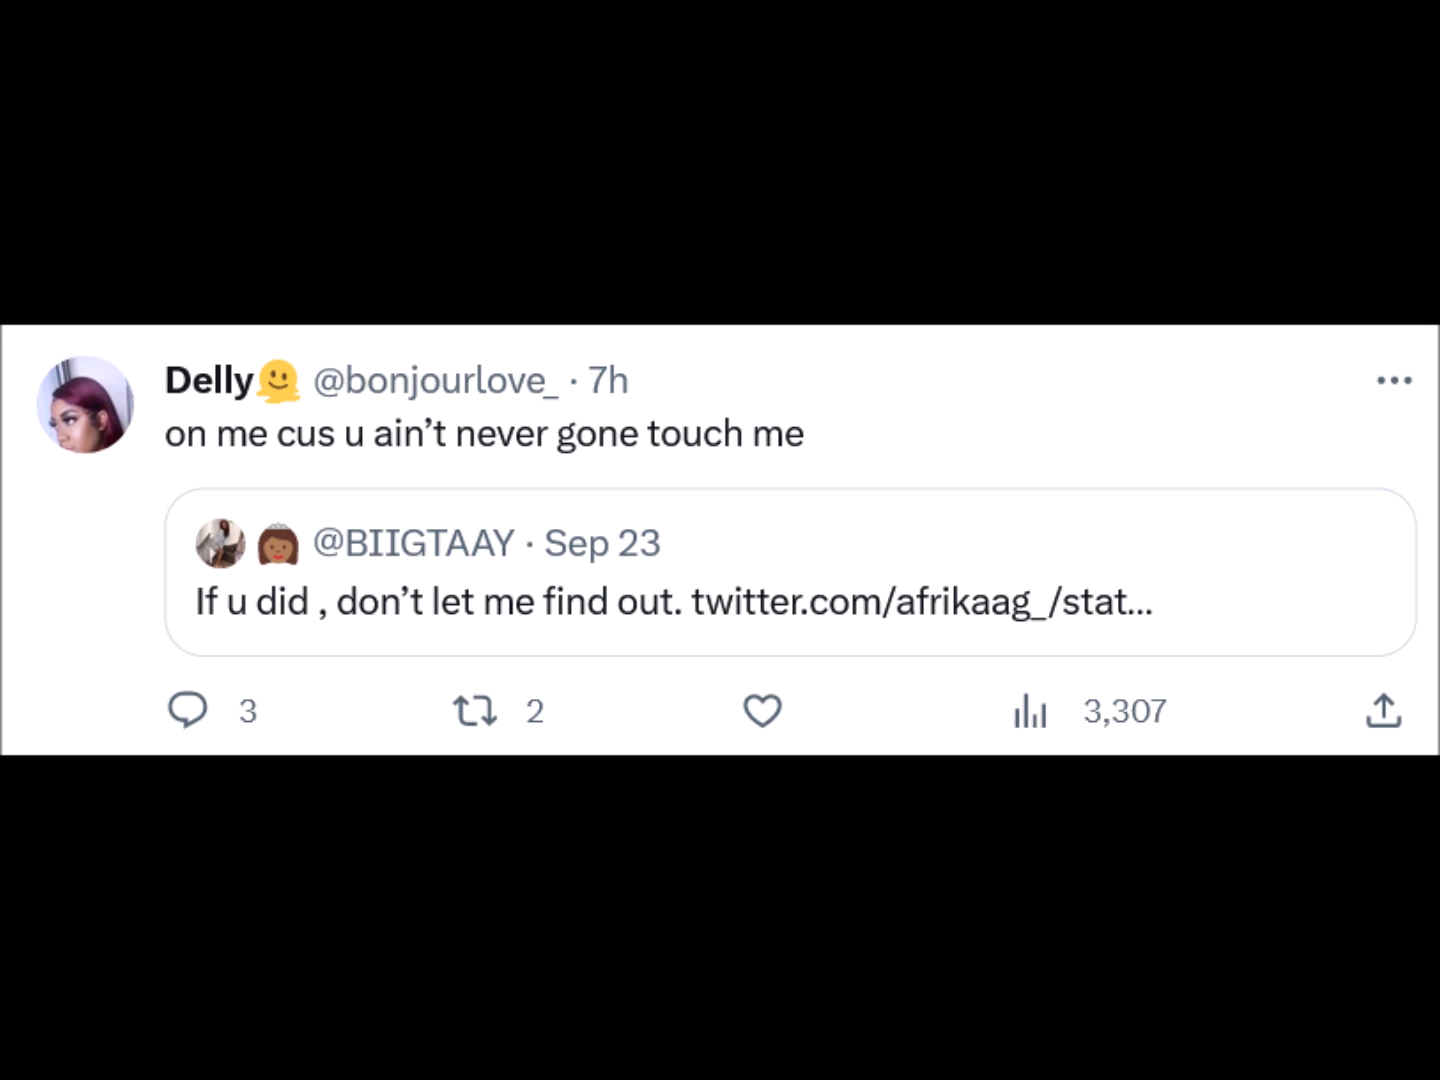 Delly🫠 @bonjourlove_ · 7h
on me cus u ain’t never gone touch me
👸🏾 @BIIGTAAY · Sep 23
If u did , don’t let me find out. twitter.com/afrikaag_/stat...
3 2 3,307